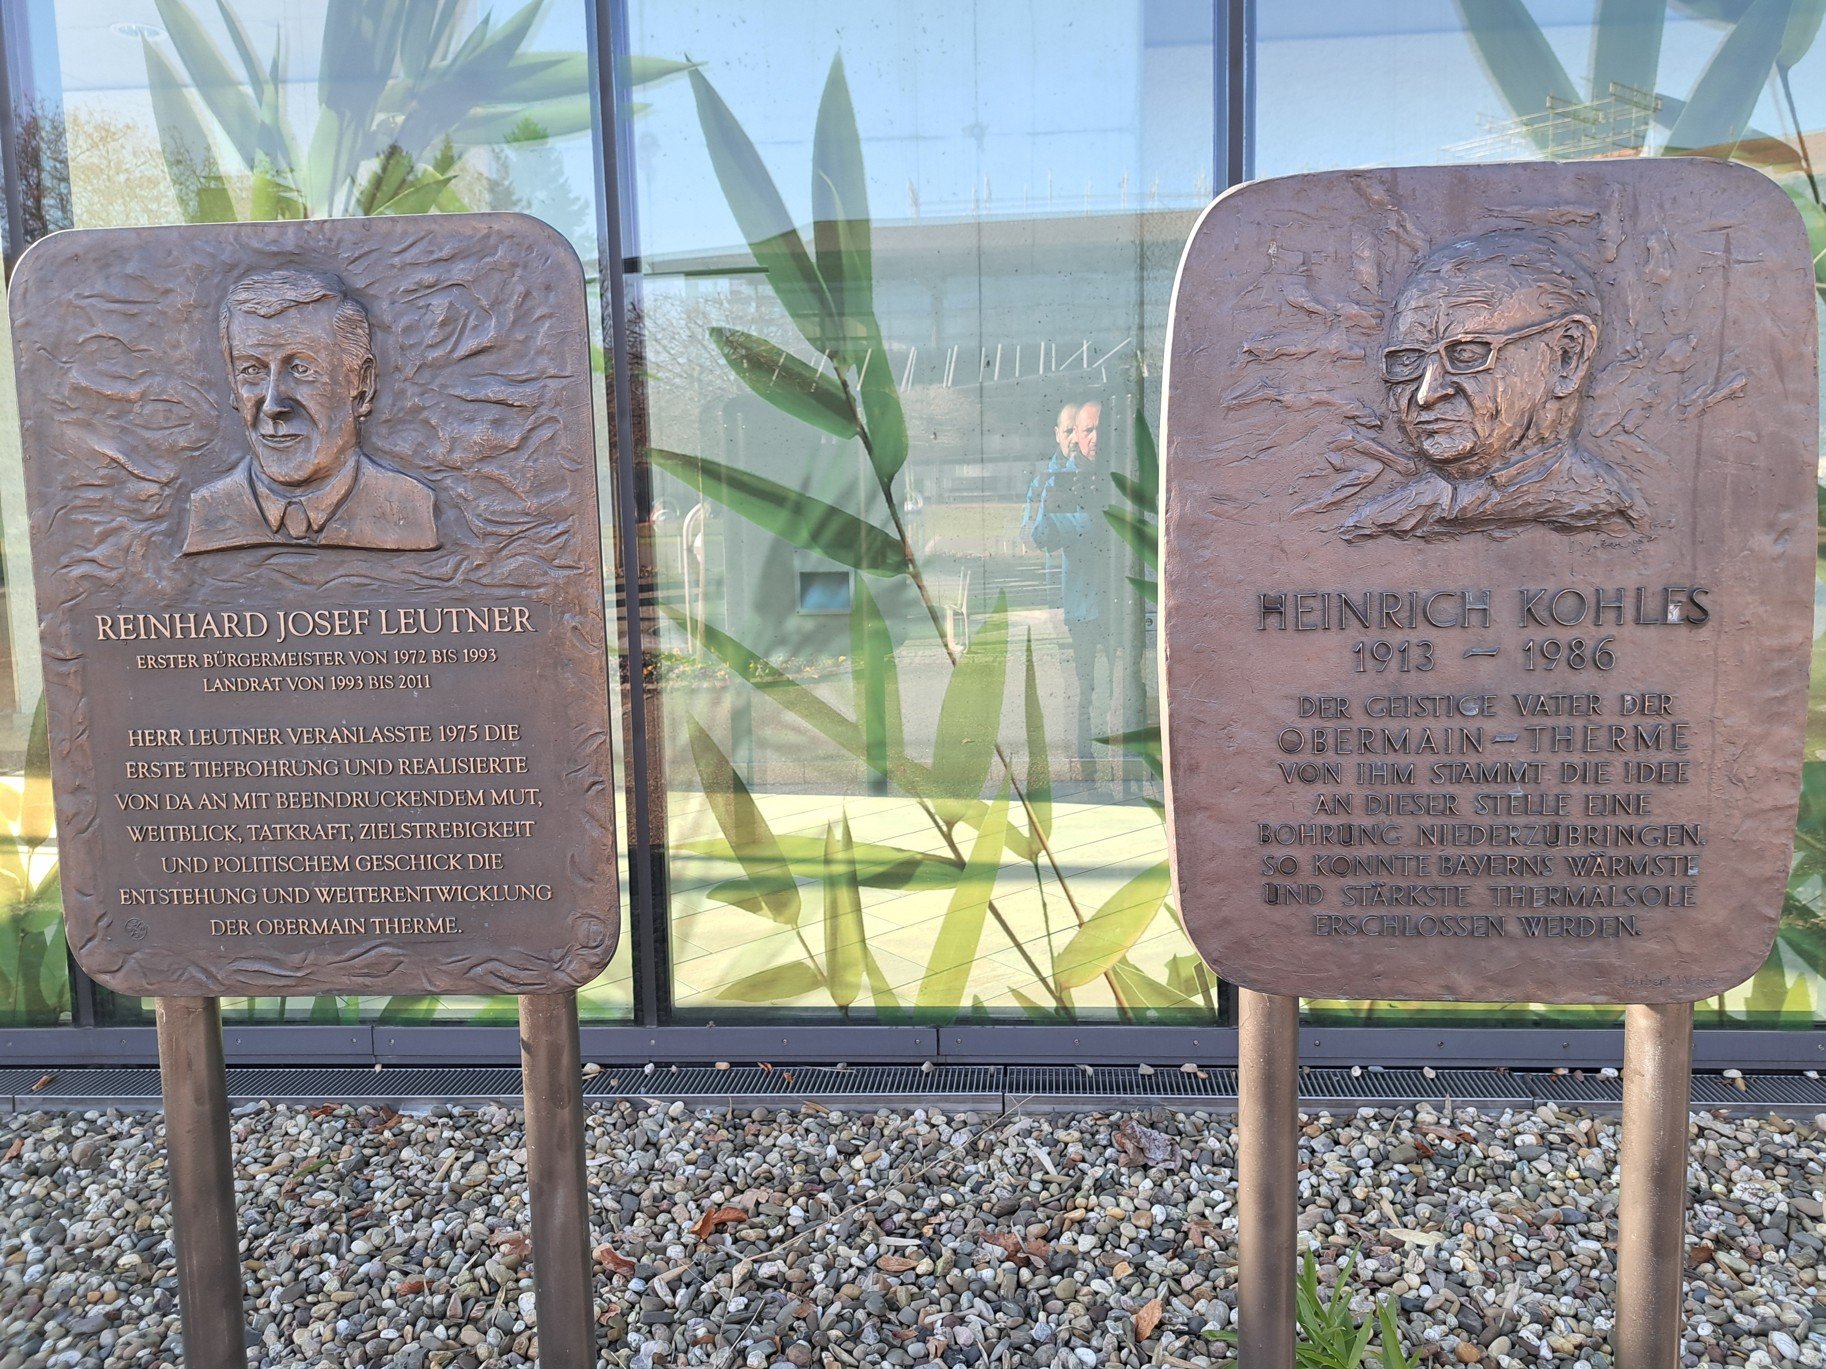 REINHARD JOSEF LEUTNER
ERSTER BÜRGERMEISTER VON 1972 BIS 1993
LANDRAT VON 1993 BIS 2011
HERR LEUTNER VERANLASSTE 1975 DIE
ERSTE TIEFBOHRUNG UND REALISIERTE
VON DA AN MIT BEEINDRUCKENDEM MUT,
WEITBLICK, TATKRAFT, ZIELSTREBIGKEIT
UND POLITISCHEM GESCHICK DIE
ENTSTEHUNG UND WEITERENTWICKLUNG
DER OBERMAIN THERME.
HEINRICH KOHLES
1913 – 1986
DER GEISTIGE VATER DER
OBERMAIN–THERME
VON IHM STAMMT DIE IDEE
AN DIESER STELLE EINE
BOHRUNG NIEDERZUBRINGEN.
SO KONNTE BAYERNS WÄRMSTE
UND STÄRKSTE THERMALSOLE
ERSCHLOSSEN WERDEN.